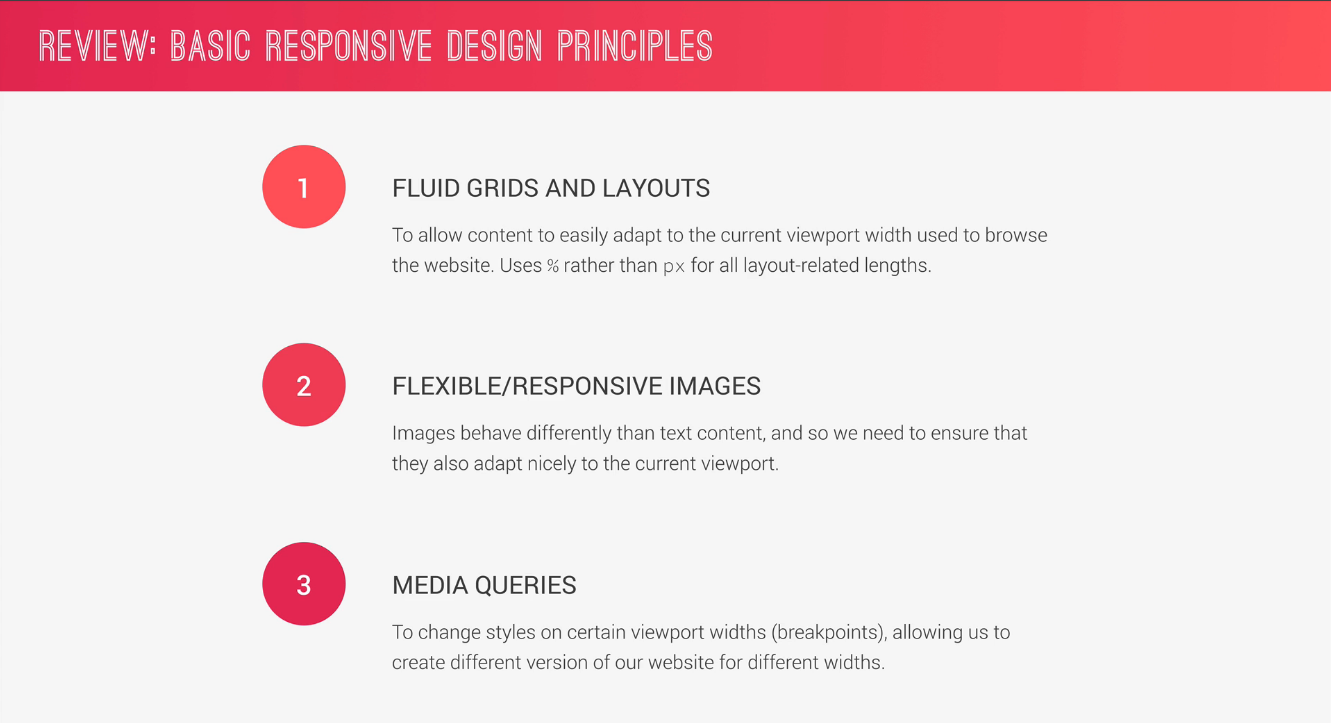 REVIEW: BASIC RESPONSIVE DESIGN PRINCIPLES
1
FLUID GRIDS AND LAYOUTS
To allow content to easily adapt to the current viewport width used to browse
the website. Uses % rather than px for all layout-related lengths.
2
FLEXIBLE/RESPONSIVE IMAGES
Images behave differently than text content, and so we need to ensure that
they also adapt nicely to the current viewport.
3
MEDIA QUERIES
To change styles on certain viewport widths (breakpoints), allowing us to
create different version of our website for different widths.